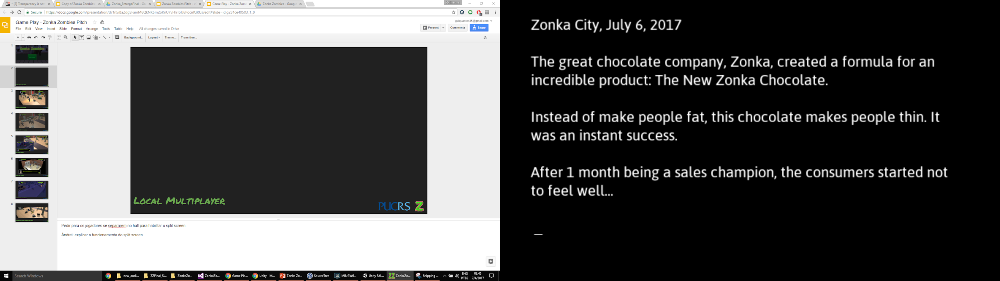 * [3] Transparency is not
Copy of Zonka Zombies
Zonka_EntregaFinal - Go
Zonka Zombies Pitch - v
Game Play - Zonka Zom
Zonka Zombies - Google
Guilherme
Secure
https://docs.google.com/presentation/d/1n5iBaZdgSFamM6QkNK5m2oKnUYvFhiToU6PocnIQRUs/edit#slide=id.g231ce40503_1_9
Game Play - Zonka Zombies Pitch
guiquadros35@gmail.com
File Edit View Insert Slide Format Arrange Tools Table Help All changes saved in Drive
Present Comments Share
Background... Layout Theme... Transition...
1
Zonka Zombies
2
3
4
5
6
7
8
Local Multiplayer
PUCRS Z
Pedir para os jogadores se separarem no hall para habilitar o split screen.
Ândrei: explicar o funcionamento do split screen.
Search Windows
new_audi...
ZZFinal_Si...
ZonkaZo...
ZonkaZo...
Game Pla...
Unity - M...
Zonka Zo...
SourceTree
MINGW6...
Unity 5.6....
ZonkaZo...
Snipping ...
ENG
PTB2
02:45
7/4/2017
Zonka City, July 6, 2017
The great chocolate company, Zonka, created a formula for an
incredible product: The New Zonka Chocolate.
Instead of make people fat, this chocolate makes people thin. It
was an instant success.
After 1 month being a sales champion, the consumers started not
to feel well...
_